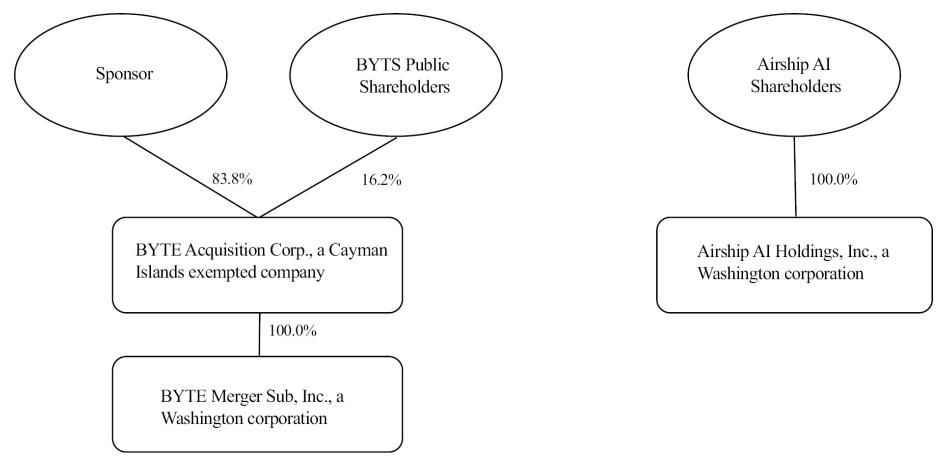 Sponsor
BYTS Public
Shareholders
Airship AI
Shareholders
83.8%
16.2%
100.0%
BYTE Acquisition Corp., a Cayman
Islands exempted company
Airship AI Holdings, Inc., a
Washington corporation
100.0%
BYTE Merger Sub, Inc., a
Washington corporation